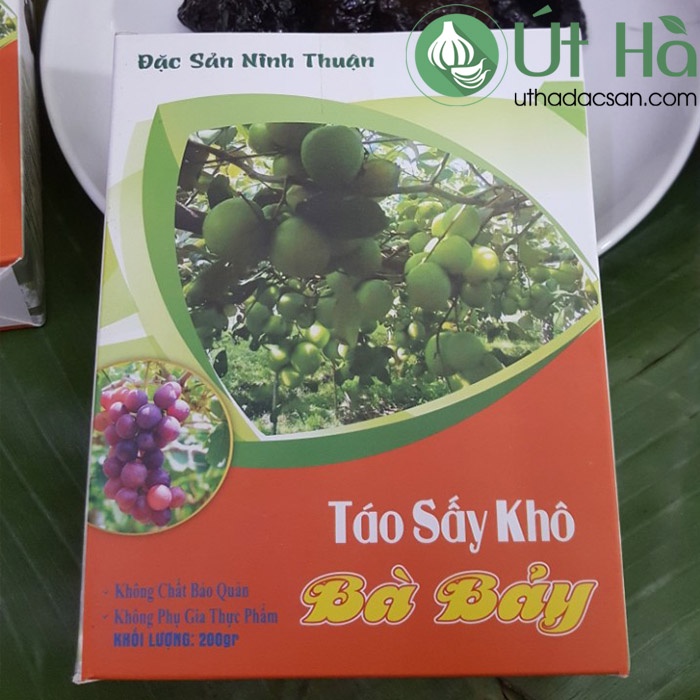 Út Hà
uthadacsan.com
Đặc Sản Ninh Thuận
Táo Sấy Khô
Bà Bảy
- Không Chất Bảo Quản
- Không Phụ Gia Thực Phẩm
KHỐI LƯỢNG: 200gr